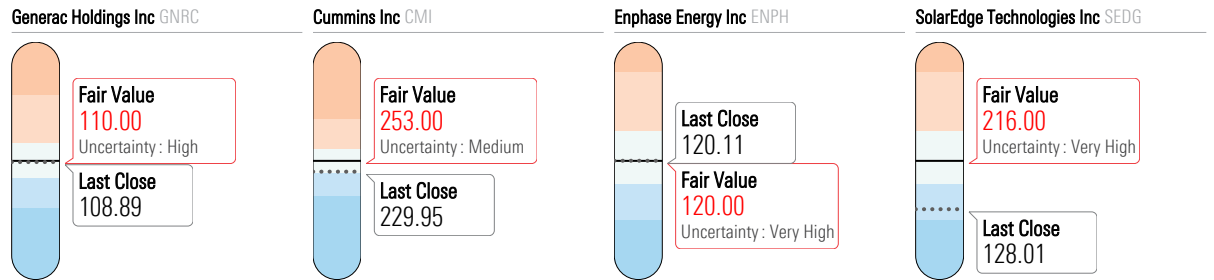 Generac Holdings Inc GNRC
Fair Value
110.00
Uncertainty : High
Last Close
108.89
Cummins Inc CMI
Fair Value
253.00
Uncertainty : Medium
Last Close
229.95
Enphase Energy Inc ENPH
Last Close
120.11
Fair Value
120.00
Uncertainty : Very High
SolarEdge Technologies Inc SEDG
Fair Value
216.00
Uncertainty : Very High
Last Close
128.01